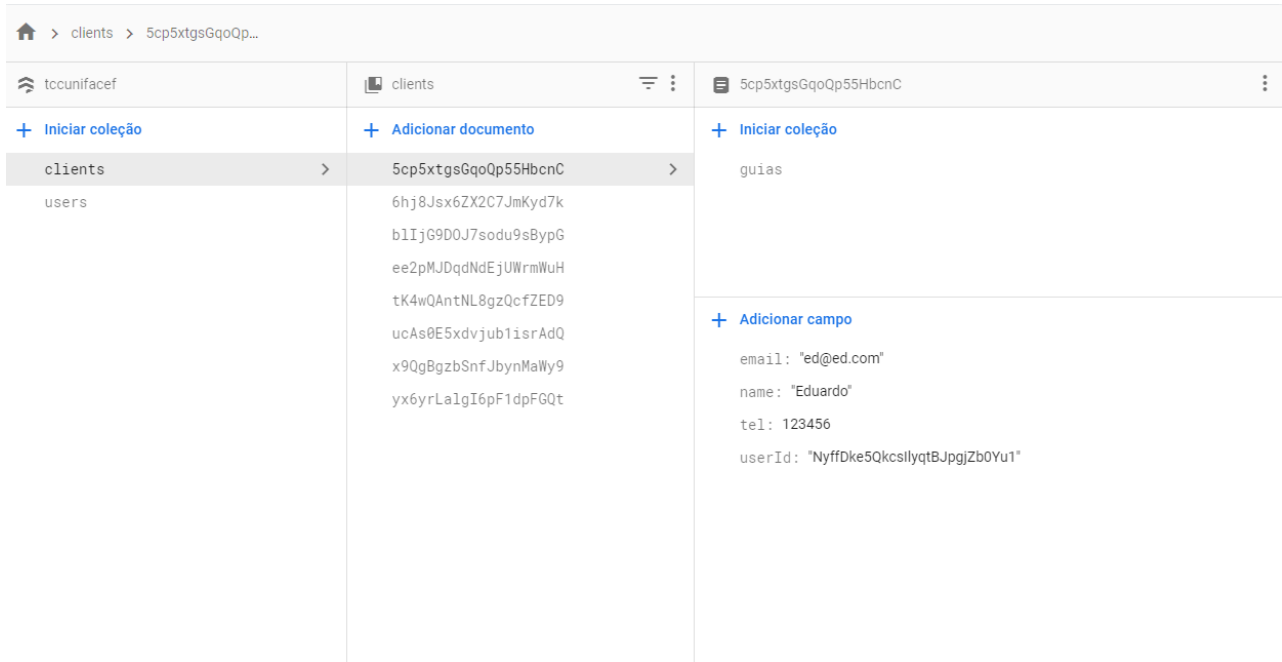 clients > 5cp5xtgsGqoQp…
tccunifacef
+ Iniciar coleção
clients
users
clients
+ Adicionar documento
5cp5xtgsGqoQp55HbcnC
6hj8Jsx6ZX2C7JmKyd7k
blIjG9DOJ7sodu9sBypG
ee2pMJDqdNdEjUWrmWuH
tK4wQAntNL8gzQcfZED9
ucAs0E5xdvjub1isrAdQ
x9QgBgzbSnfJbynMaWy9
yx6yrLalgI6pF1dpFGQt
5cp5xtgsGqoQp55HbcnC
+ Iniciar coleção
guias
+ Adicionar campo
email: "ed@ed.com"
name: "Eduardo"
tel: 123456
userId: "NyffDke5QkcsIlyqtBJpgjZb0Yu1"